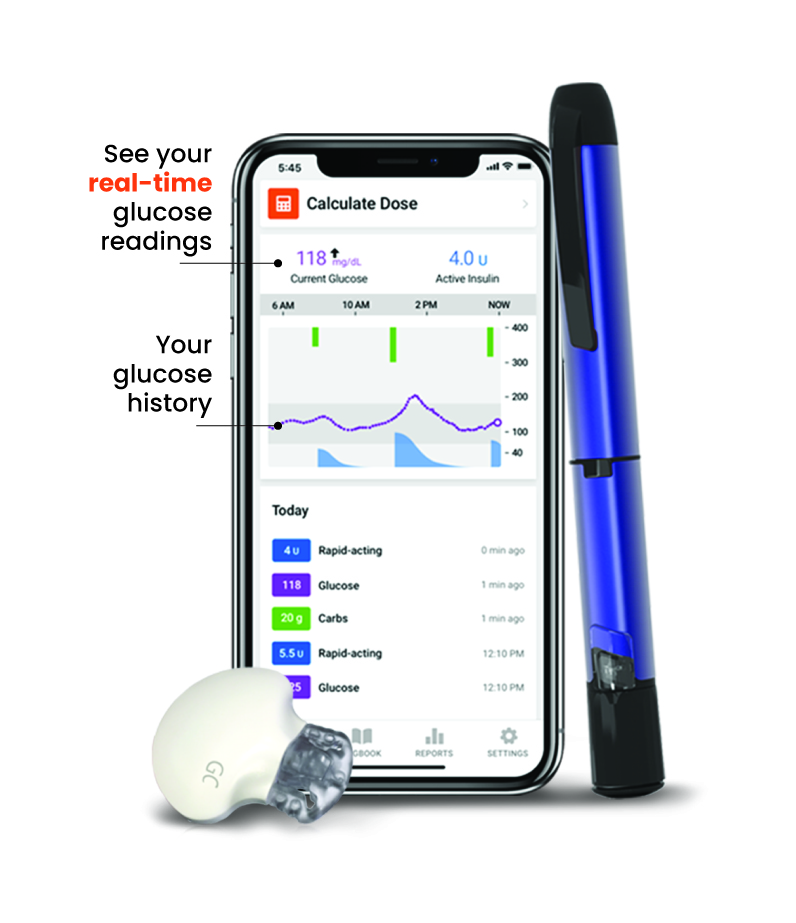 See your
real-time
glucose
readings
Your
glucose
history
5:45
Calculate Dose
118 mg/dL
Current Glucose
4.0 U
Active Insulin
6 AM 10 AM 2 PM NOW
- 400
- 300
- 200
- 100
- 40
Today
4 U Rapid-acting 0 min ago
118 Glucose 1 min ago
20 g Carbs 1 min ago
5.5 U Rapid-acting 12:10 PM
25 Glucose 12:10 PM
GBOOK REPORTS SETTINGS
GC